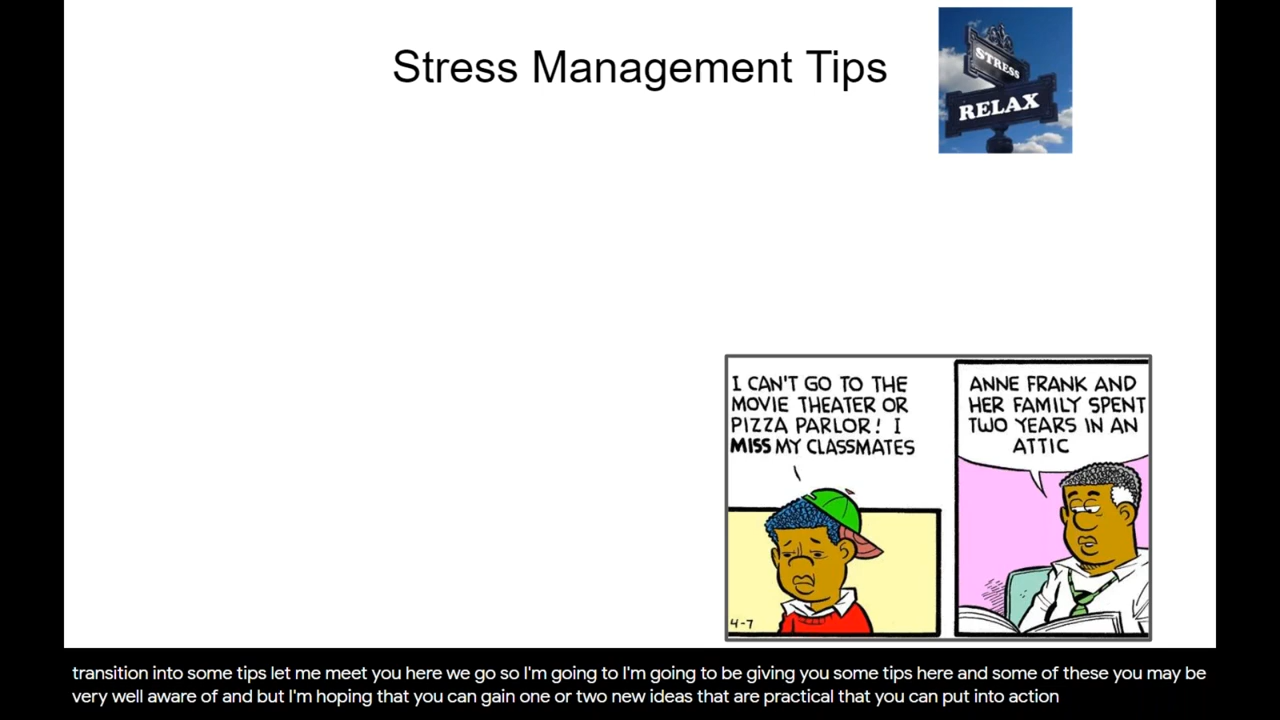 Stress Management Tips
STRESS
RELAX
I CAN'T GO TO THE
MOVIE THEATER OR
PIZZA PARLOR! I
MISS MY CLASSMATES
4-7
ANNE FRANK AND
HER FAMILY SPENT
TWO YEARS IN AN
ATTIC
transition into some tips let me meet you here we go so I'm going to I'm going to be giving you some tips here and some of these you may be
very well aware of and but I'm hoping that you can gain one or two new ideas that are practical that you can put into action